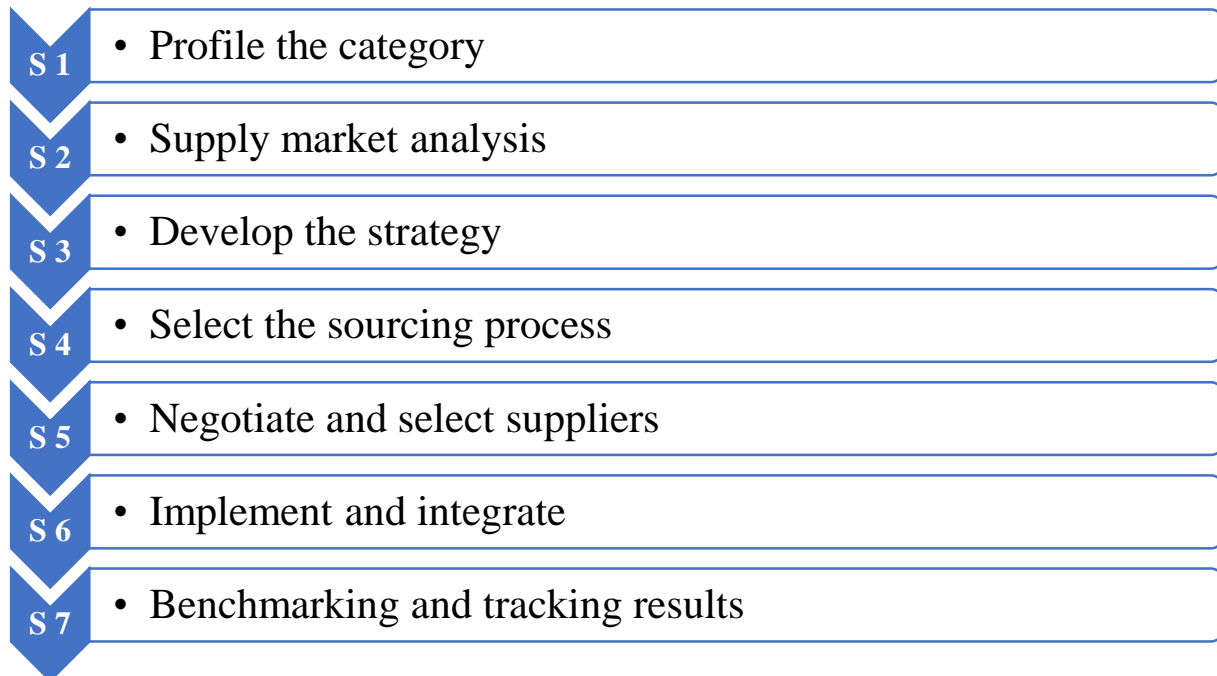 S 1
• Profile the category
S 2
• Supply market analysis
S 3
• Develop the strategy
S 4
• Select the sourcing process
S 5
• Negotiate and select suppliers
S 6
• Implement and integrate
S 7
• Benchmarking and tracking results